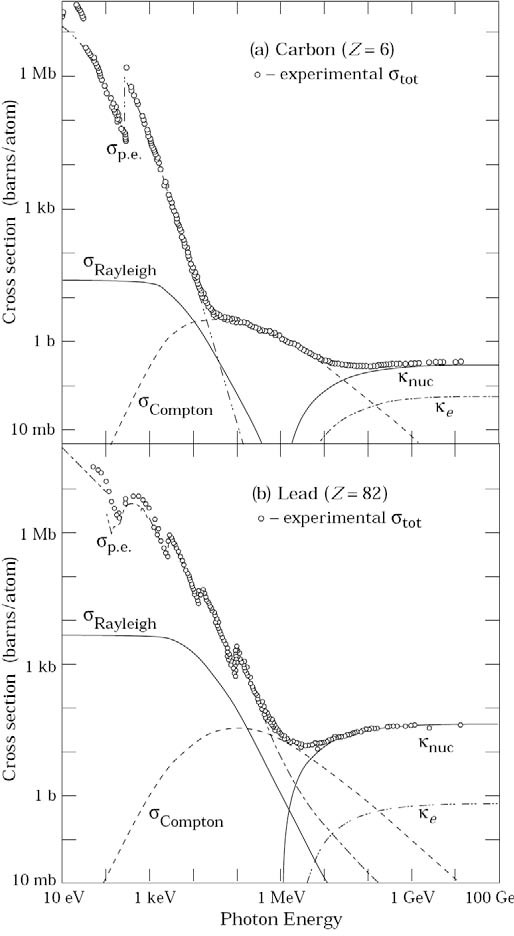 (a) Carbon (Z = 6)
○ – experimental σtot
1 Mb
σp.e.
Cross section (barns/atom)
1 kb
σRayleigh
1 b
κnuc
σCompton
κe
10 mb
(b) Lead (Z = 82)
○ – experimental σtot
1 Mb
σp.e.
σRayleigh
Cross section (barns/atom)
1 kb
κnuc
1 b
σCompton
κe
10 mb
10 eV 1 keV 1 MeV 1 GeV 100 Ge
Photon Energy